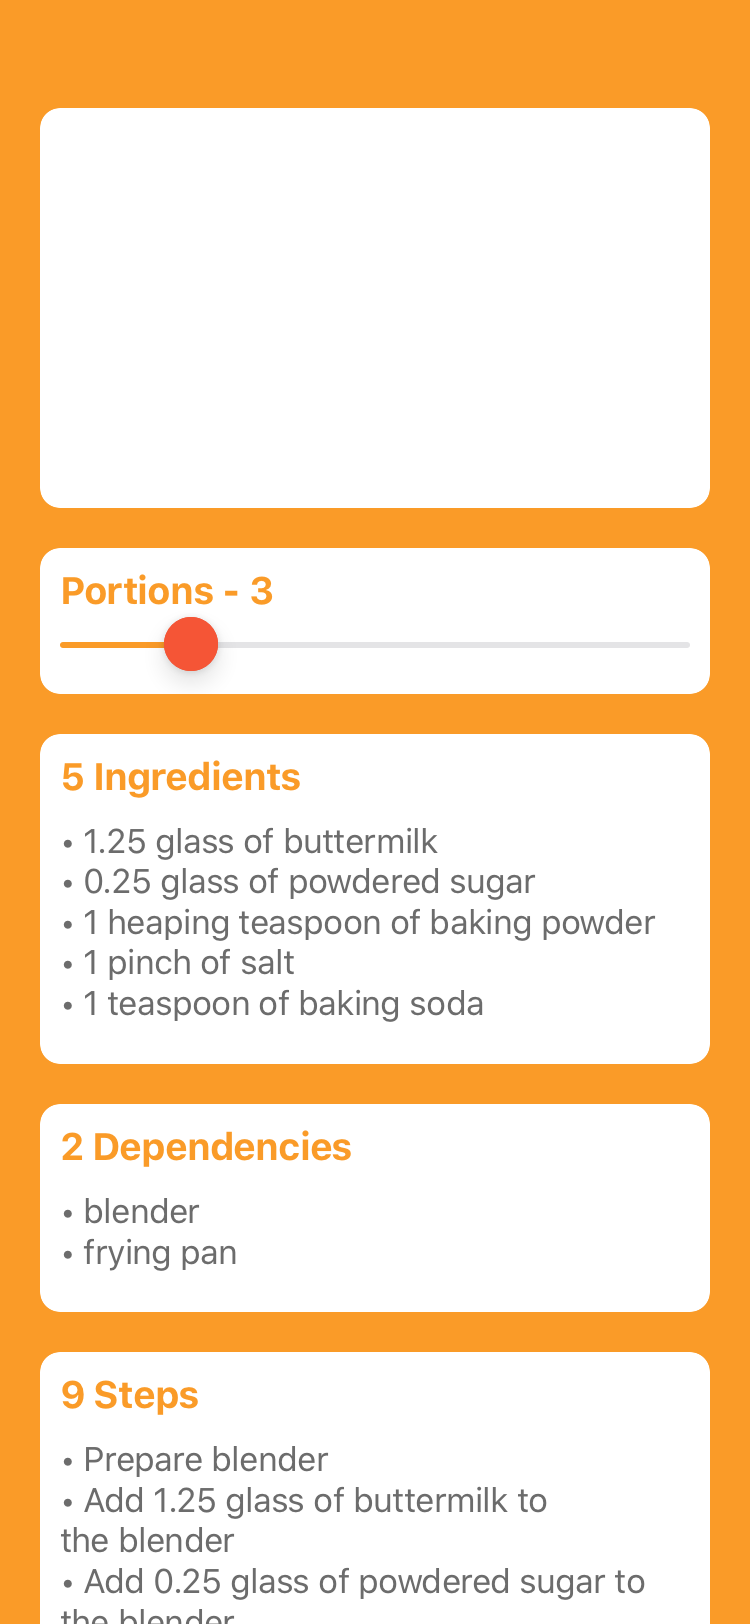 Portions - 3
5 Ingredients
• 1.25 glass of buttermilk
• 0.25 glass of powdered sugar
• 1 heaping teaspoon of baking powder
• 1 pinch of salt
• 1 teaspoon of baking soda
2 Dependencies
• blender
• frying pan
9 Steps
• Prepare blender
• Add 1.25 glass of buttermilk to
the blender
• Add 0.25 glass of powdered sugar to
the blender